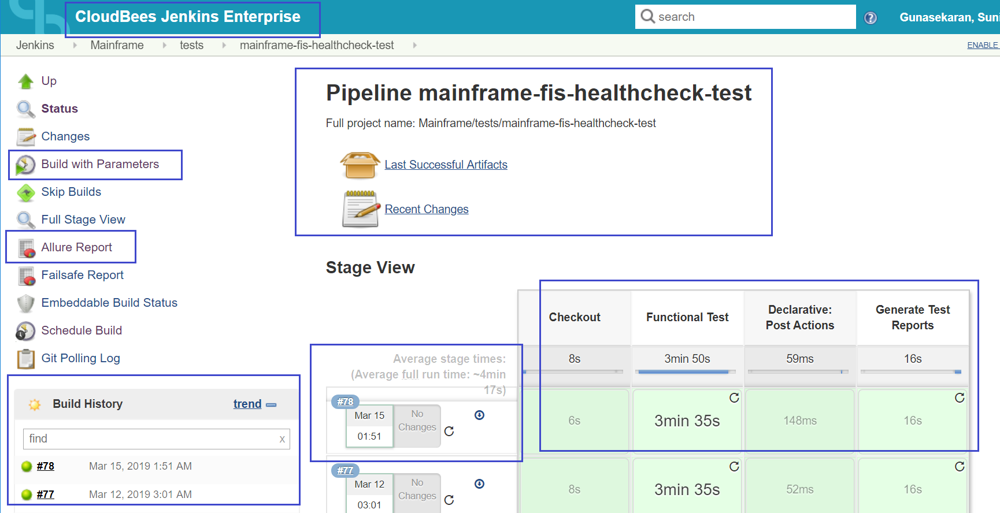 CloudBees Jenkins Enterprise
search
?
Gunasekaran, Suni
Jenkins
Mainframe
tests
mainframe-fis-healthcheck-test
ENABLE
Up
Status
Changes
Build with Parameters
Skip Builds
Full Stage View
Allure Report
Failsafe Report
Embeddable Build Status
Schedule Build
Git Polling Log
Build History
trend
find
x
#78
Mar 15, 2019 1:51 AM
#77
Mar 12, 2019 3:01 AM
Pipeline mainframe-fis-healthcheck-test
Full project name: Mainframe/tests/mainframe-fis-healthcheck-test
Last Successful Artifacts
Recent Changes
Stage View
Checkout
Functional Test
Declarative:
Post Actions
Generate Test
Reports
Average stage times:
(Average full run time: ~4min
17s)
8s
3min 50s
59ms
16s
#78
Mar 15
01:51
No
Changes
6s
3min 35s
148ms
16s
#77
Mar 12
03:01
No
Changes
8s
3min 35s
52ms
16s